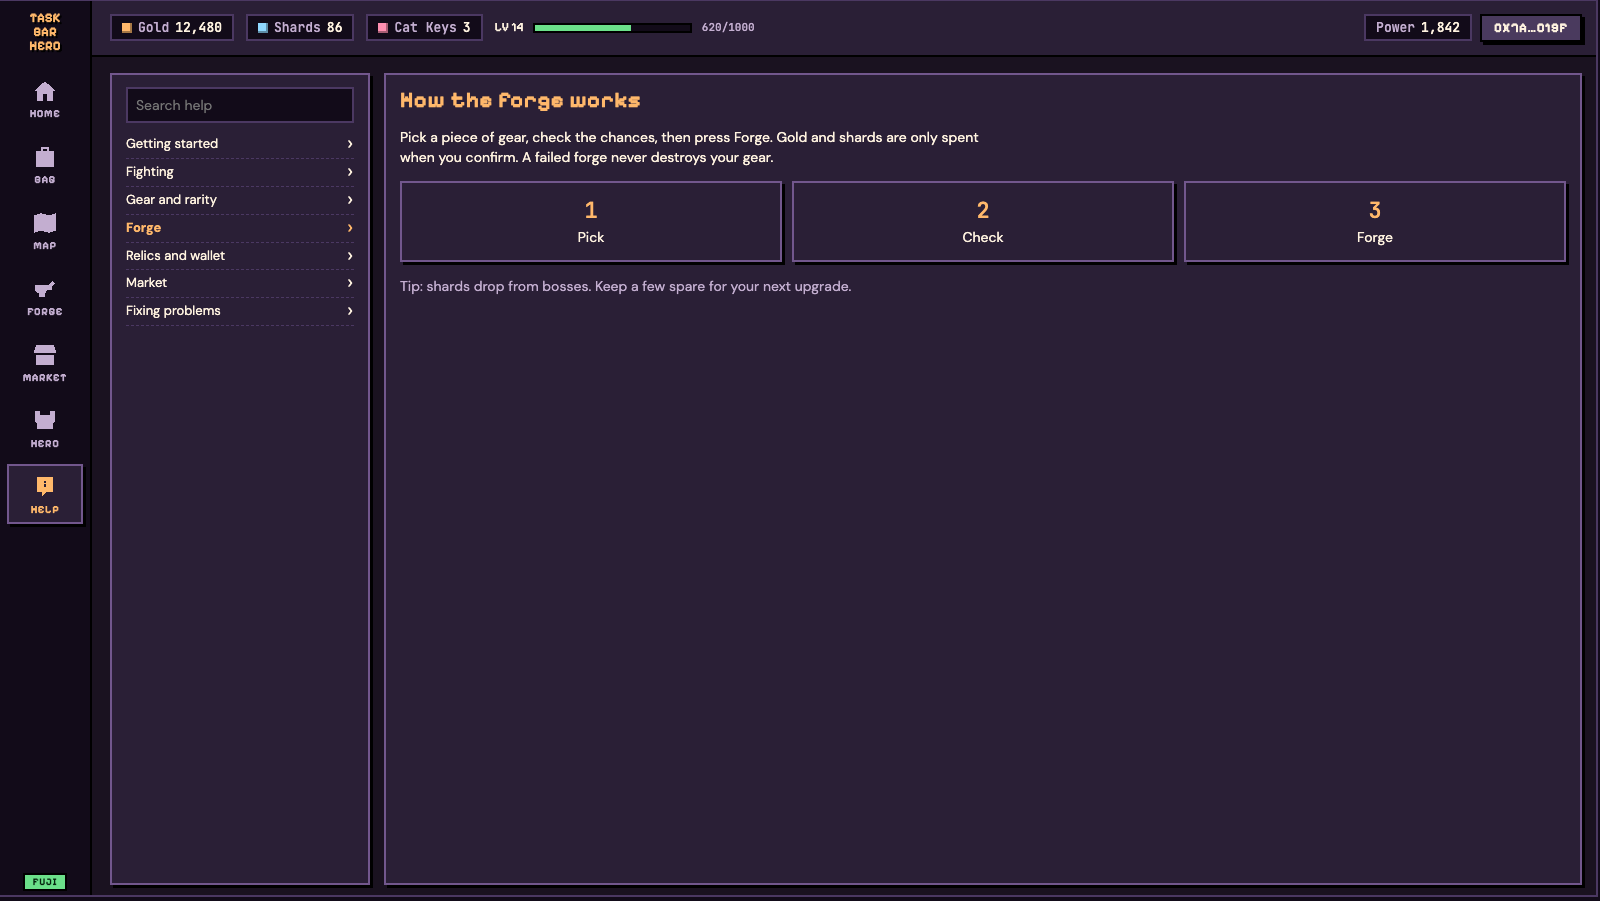 TASK
BAR
HERO
HOME
BAG
MAP
FORGE
MARKET
HERO
HELP
FUJI
Gold 12,480
Shards 86
Cat Keys 3
LV 14
620/1000
Power 1,842
0X7A…019F
Search help
Getting started
Fighting
Gear and rarity
Forge
Relics and wallet
Market
Fixing problems
How the Forge works
Pick a piece of gear, check the chances, then press Forge. Gold and shards are only spent
when you confirm. A failed forge never destroys your gear.
1
Pick
2
Check
3
Forge
Tip: shards drop from bosses. Keep a few spare for your next upgrade.